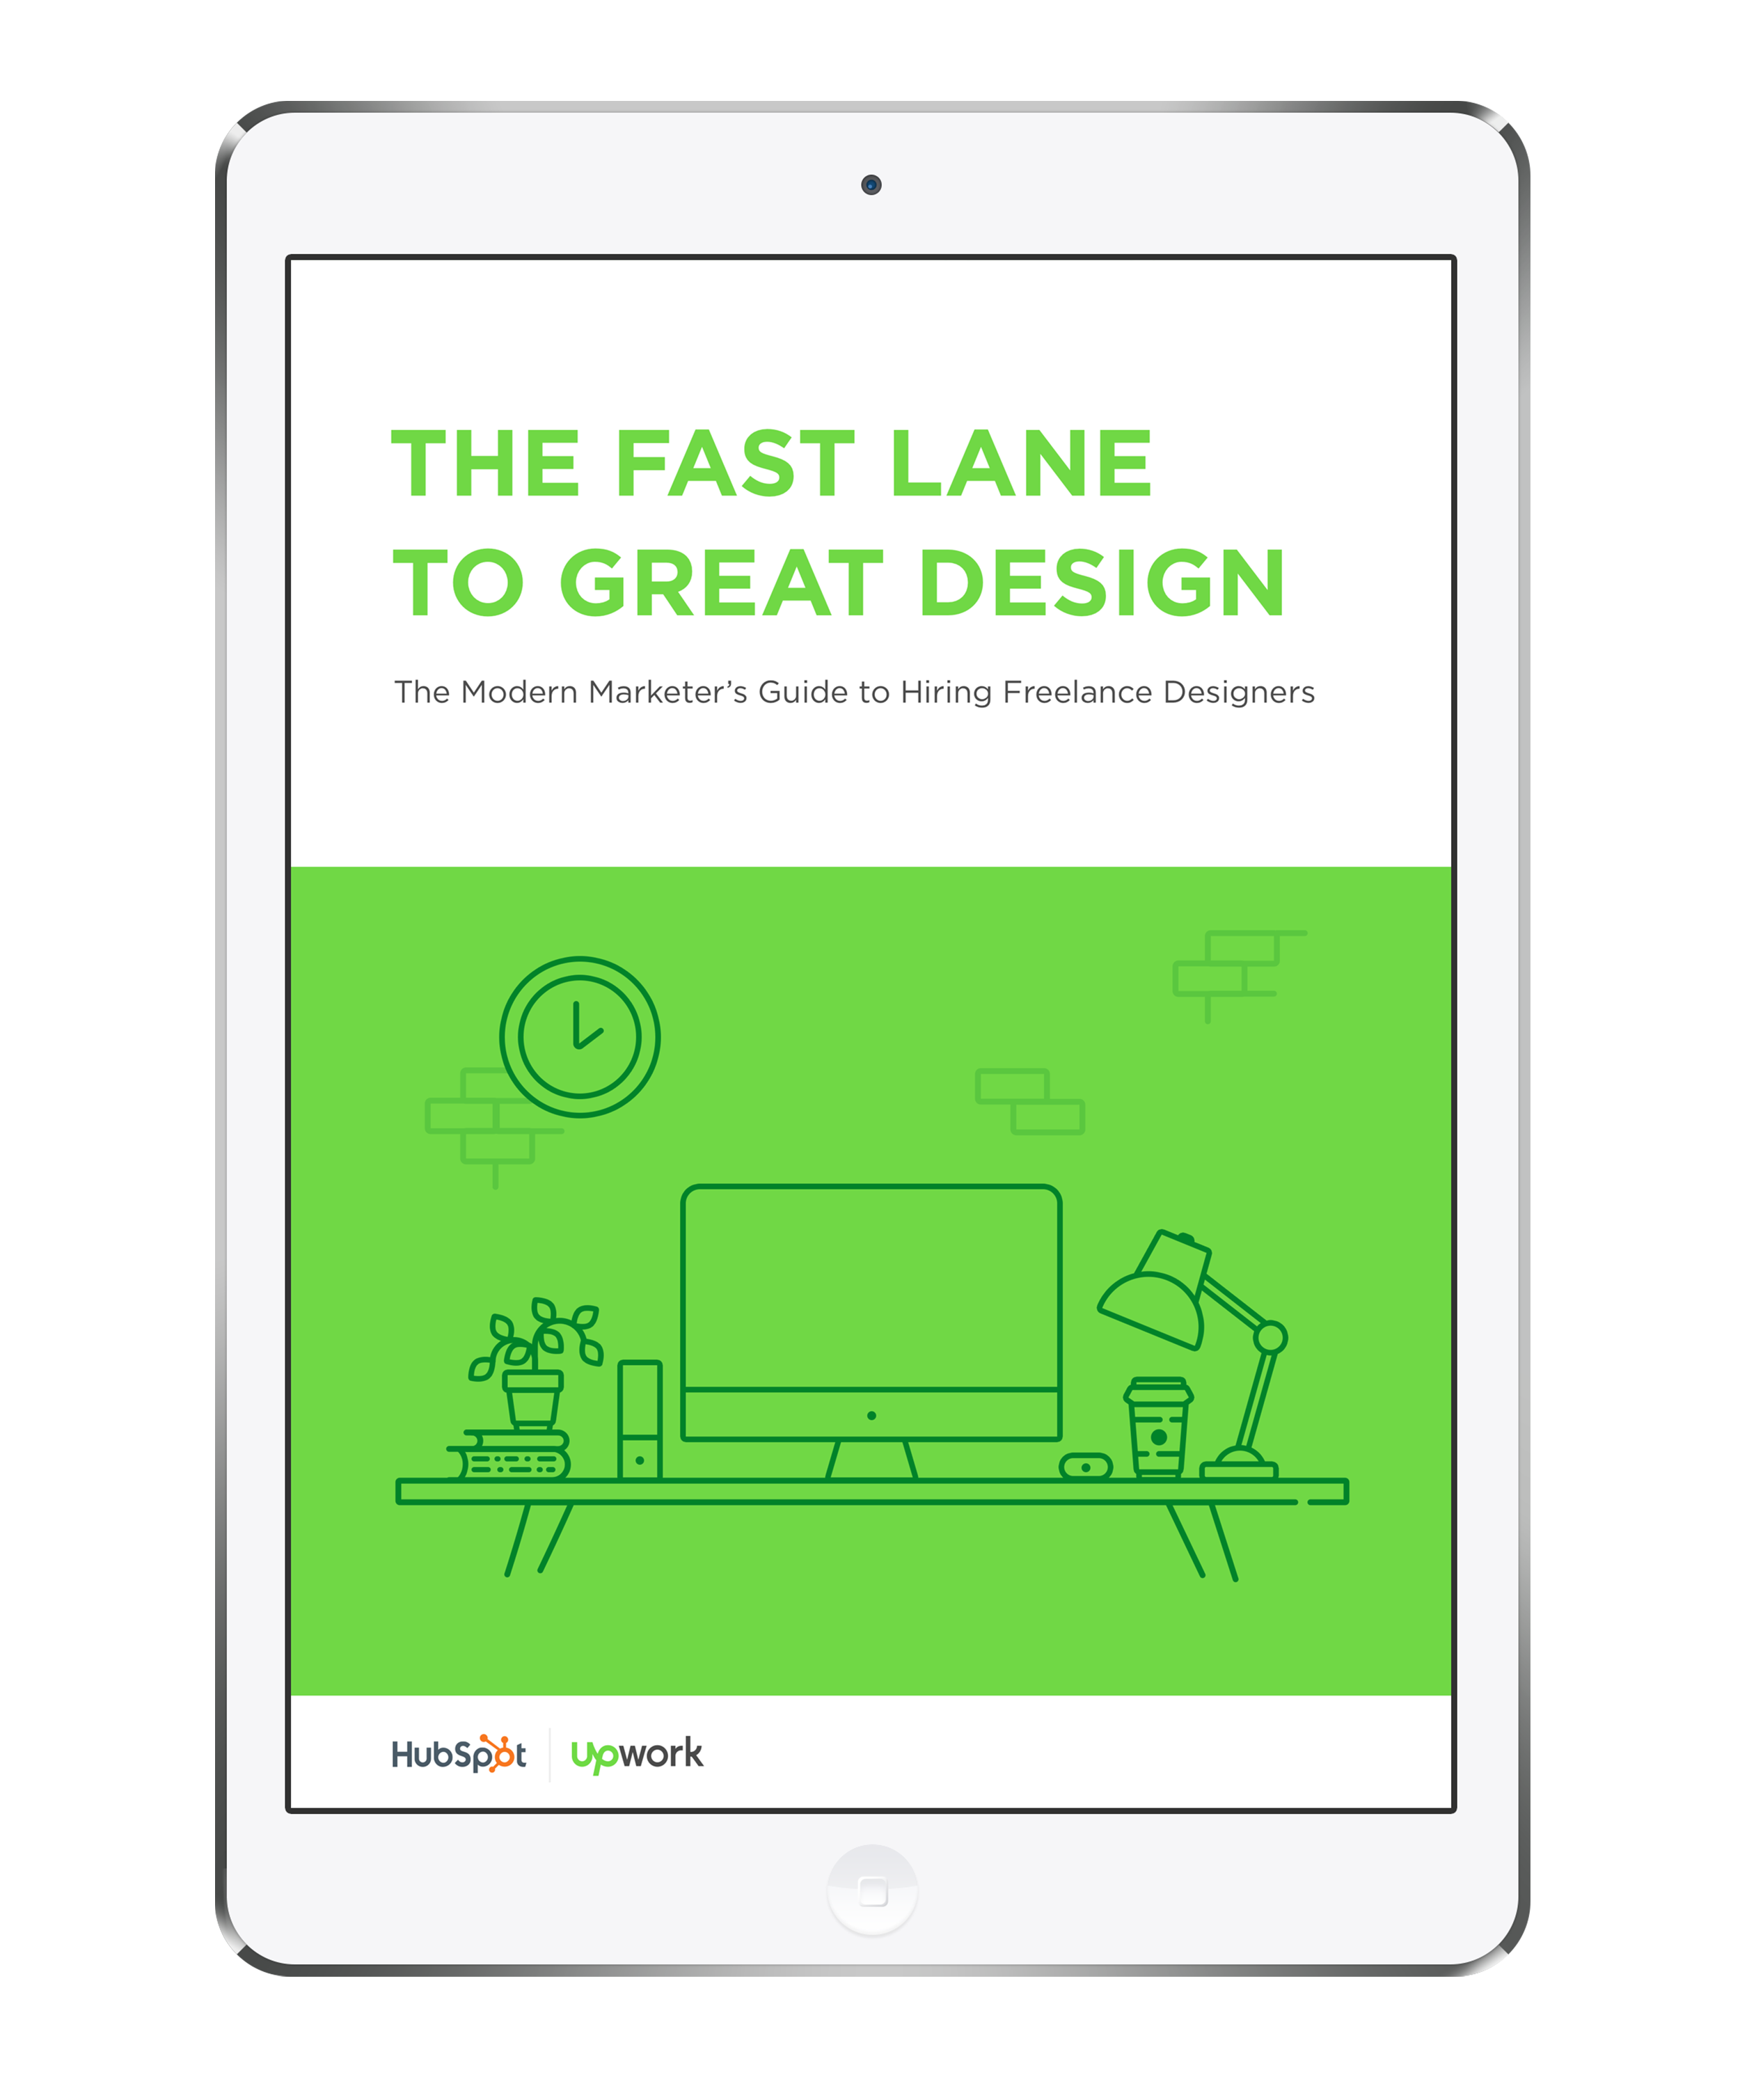 THE FAST LANE
TO GREAT DESIGN
The Modern Marketer's Guide to Hiring Freelance Designers
HubSpot
upwork